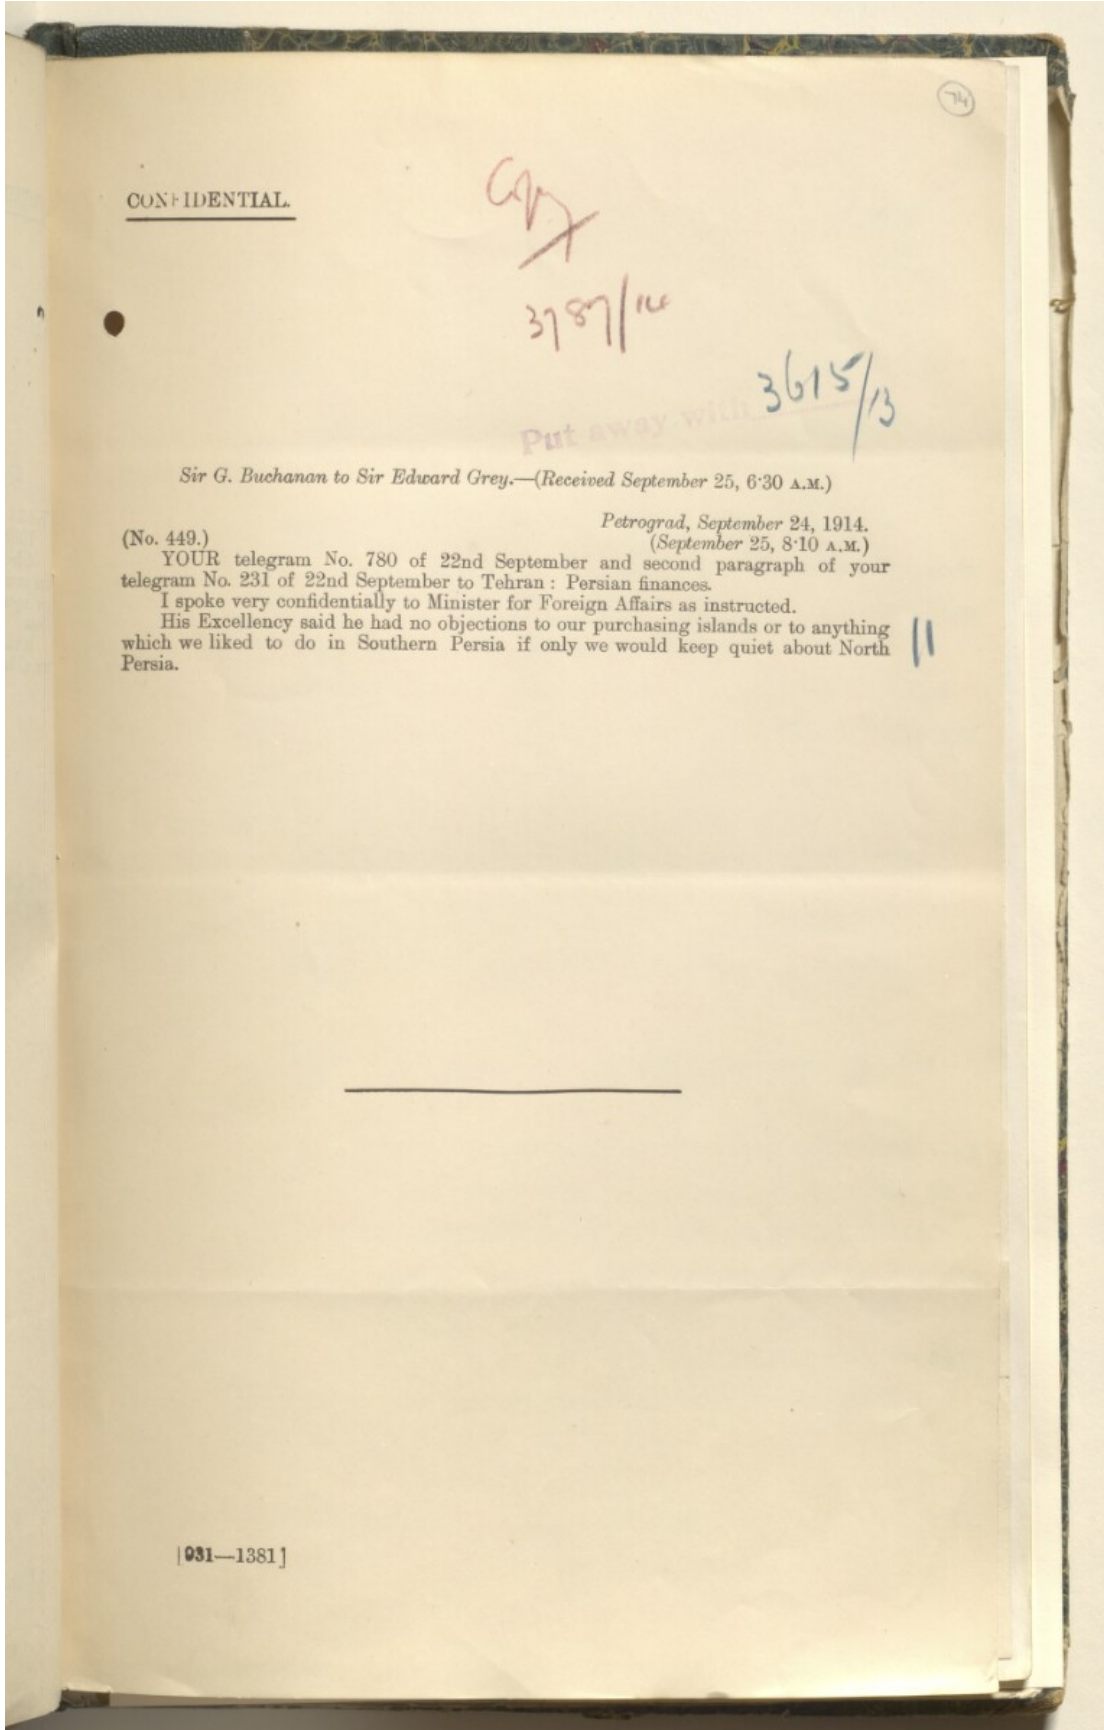 74
CONFIDENTIAL.
Copy
3787/14
3615/13
Put away with
Sir G. Buchanan to Sir Edward Grey.—(Received September 25, 6·30 A.M.)
Petrograd, September 24, 1914.
(No. 449.) (September 25, 8·10 A.M.)
YOUR telegram No. 780 of 22nd September and second paragraph of your
telegram No. 231 of 22nd September to Tehran : Persian finances.
I spoke very confidentially to Minister for Foreign Affairs as instructed.
His Excellency said he had no objections to our purchasing islands or to anything
which we liked to do in Southern Persia if only we would keep quiet about North
Persia.
[931—1381]